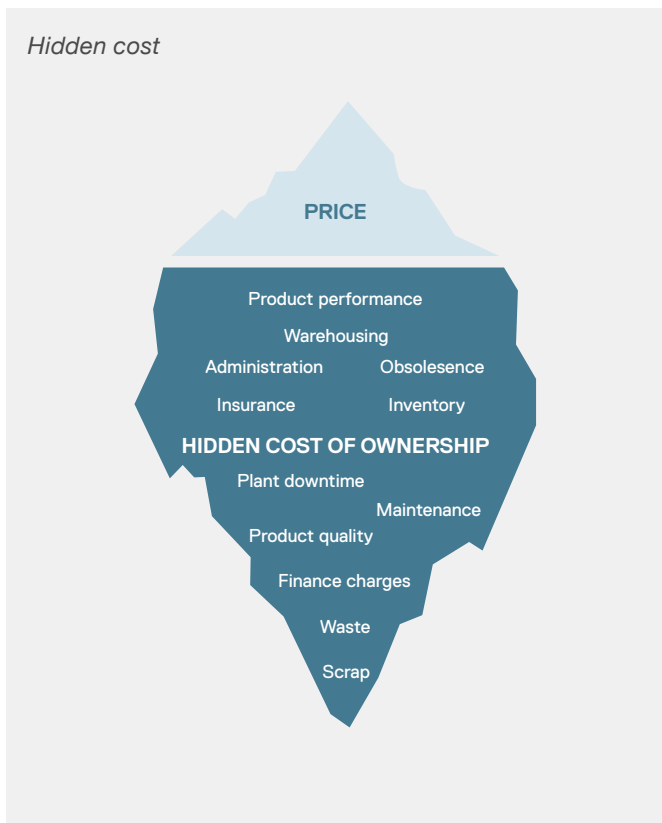 Hidden cost
PRICE
Product performance
Warehousing
Administration Obsolesence
Insurance Inventory
HIDDEN COST OF OWNERSHIP
Plant downtime
Maintenance
Product quality
Finance charges
Waste
Scrap